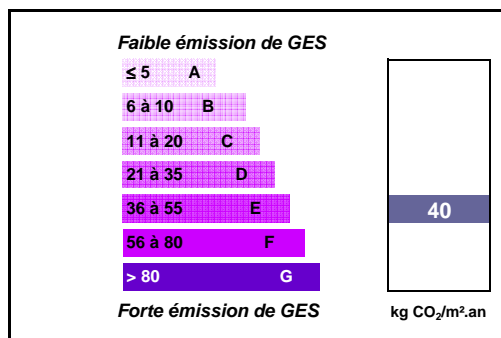 Faible émission de GES
≤ 5 A
6 à 10 B
11 à 20 C
21 à 35 D
36 à 55 E
40
56 à 80 F
> 80 G
Forte émission de GES
kg CO₂/m².an